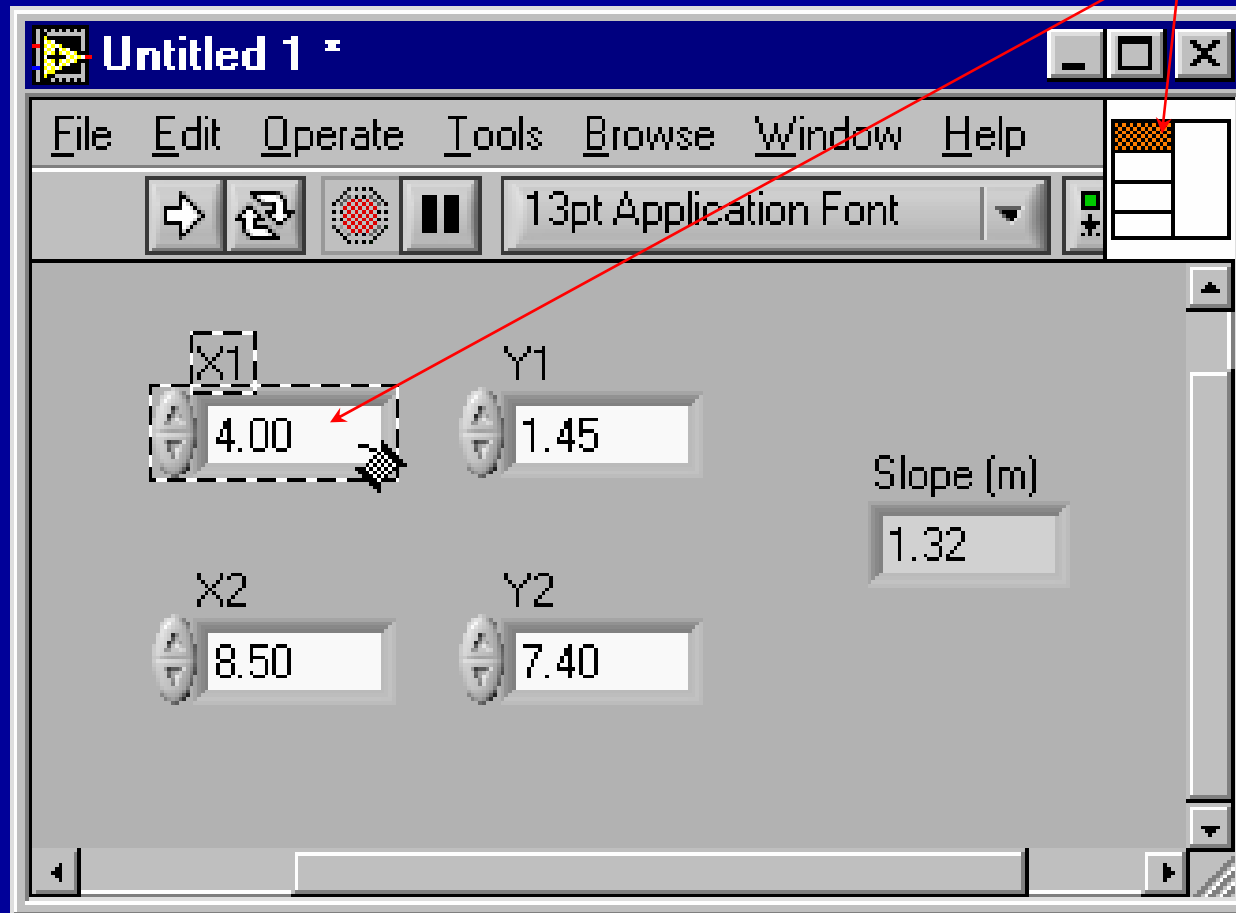 Untitled 1 *
File Edit Operate Tools Browse Window Help
13pt Application Font
X1 Y1
4.00 1.45
Slope (m)
1.32
X2 Y2
8.50 7.40